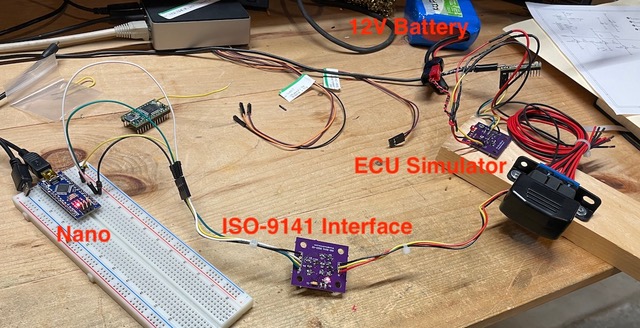 12V Battery
ECU Simulator
ISO-9141 Interface
Nano